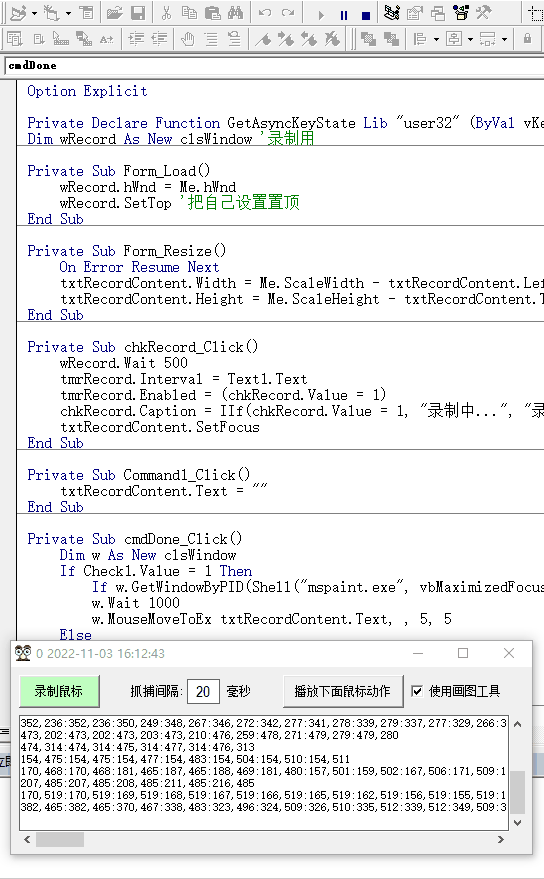 cmdDone
Option Explicit
Private Declare Function GetAsyncKeyState Lib "user32" (ByVal vKe
Dim wRecord As New clsWindow '录制用
Private Sub Form_Load()
wRecord.hWnd = Me.hWnd
wRecord.SetTop '把自己设置置顶
End Sub
Private Sub Form_Resize()
On Error Resume Next
txtRecordContent.Width = Me.ScaleWidth - txtRecordContent.Lef
txtRecordContent.Height = Me.ScaleHeight - txtRecordContent.T
End Sub
Private Sub chkRecord_Click()
wRecord.Wait 500
tmrRecord.Interval = Text1.Text
tmrRecord.Enabled = (chkRecord.Value = 1)
chkRecord.Caption = IIf(chkRecord.Value = 1, "录制中...", "录
txtRecordContent.SetFocus
End Sub
Private Sub Command1_Click()
txtRecordContent.Text = ""
End Sub
Private Sub cmdDone_Click()
Dim w As New clsWindow
If Check1.Value = 1 Then
If w.GetWindowByPID(Shell("mspaint.exe", vbMaximizedFocus
w.Wait 1000
w.MouseMoveToEx txtRecordContent.Text, , 5, 5
Else
0 2022-11-03 16:12:43
录制鼠标 抓捕间隔: 20 毫秒 播放下面鼠标动作 使用画图工具
352,236:352,236:350,249:348,267:346,272:342,277:341,278:339,279:337,277:329,266:3
473,202:473,202:473,203:473,210:476,259:478,271:479,279:479,280
474,314:474,314:475,314:477,314:476,313
154,475:154,475:154,477:154,483:154,504:154,510:154,511
170,468:170,468:181,465:187,465:188,469:181,480:157,501:159,502:167,506:171,509:1
207,485:207,485:208,485:211,485:216,485
170,519:170,519:169,519:168,519:167,519:166,519:165,519:162,519:156,519:155,519:1
382,465:382,465:370,467:338,483:323,496:324,509:326,510:335,512:339,512:349,509:3